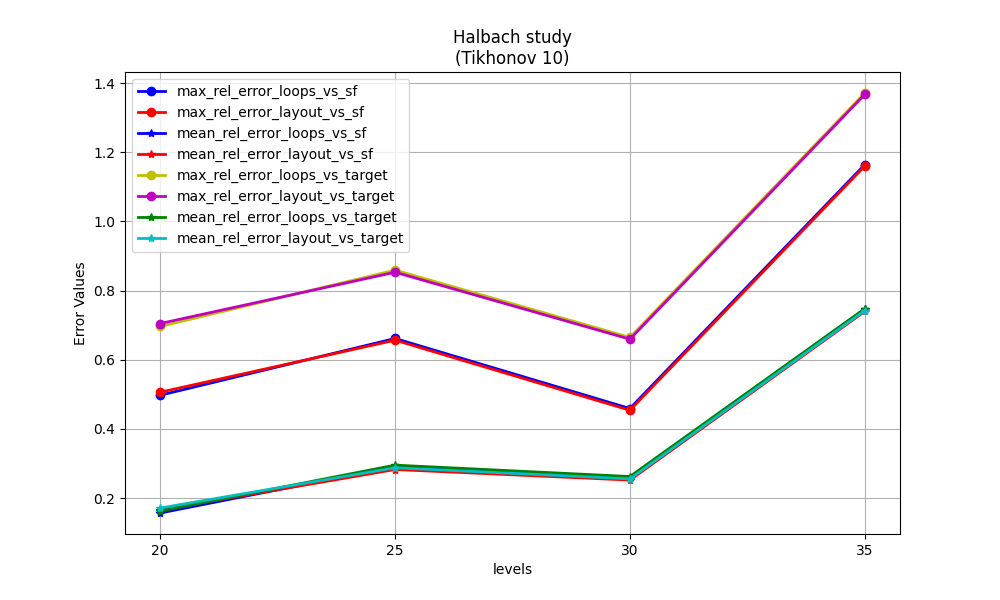 Halbach study
(Tikhonov 10)
max_rel_error_loops_vs_sf
max_rel_error_layout_vs_sf
mean_rel_error_loops_vs_sf
mean_rel_error_layout_vs_sf
max_rel_error_loops_vs_target
max_rel_error_layout_vs_target
mean_rel_error_loops_vs_target
mean_rel_error_layout_vs_target
Error Values
1.4
1.2
1.0
0.8
0.6
0.4
0.2
20 25 30 35
levels